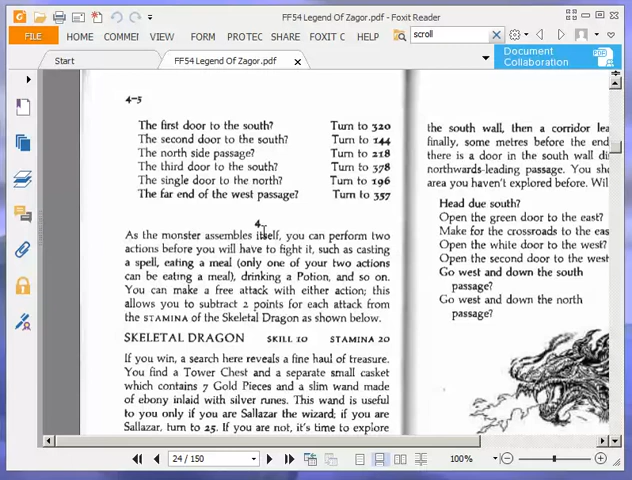 FF54 Legend Of Zagor.pdf - Foxit Reader
FILE HOME COMMEI VIEW FORM PROTEC SHARE FOXIT C HELP scroll
Start FF54 Legend Of Zagor.pdf Document Collaboration
4–5
The first door to the south? Turn to 320
The second door to the south? Turn to 144
The north side passage? Turn to 218
The third door to the south? Turn to 378
The single door to the north? Turn to 196
The far end of the west passage? Turn to 357
4
As the monster assembles itself, you can perform two
actions before you will have to fight it, such as casting
a spell, eating a meal (only one of your two actions
can be eating a meal), drinking a Potion, and so on.
You can make a free attack with either action; this
allows you to subtract 2 points for each attack from
the STAMINA of the Skeletal Dragon as shown below.
SKELETAL DRAGON SKILL 10 STAMINA 20
If you win, a search here reveals a fine haul of treasure.
You find a Tower Chest and a separate small casket
which contains 7 Gold Pieces and a slim wand made
of ebony inlaid with silver runes. This wand is useful
to you only if you are Sallazar the wizard; if you are
Sallazar, turn to 25. If you are not, it's time to explore
the south wall, then a corridor lea
finally, some metres before the end
there is a door in the south wall di
northwards-leading passage. You sh
area you haven't explored before. Wil
Head due south?
Open the green door to the east?
Make for the crossroads to the eas
Open the white door to the west?
Open the second door to the west
Go west and down the south
passage?
Go west and down the north
passage?
24 / 150 100%